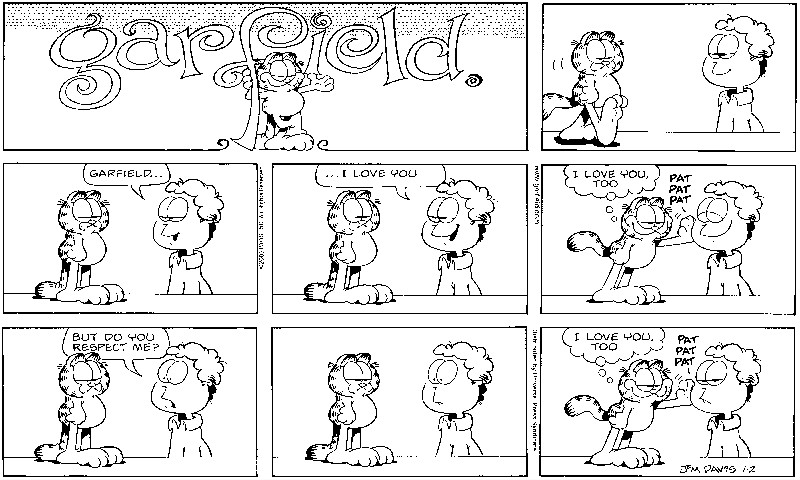 garfield.
GARFIELD...
...I LOVE YOU
I LOVE YOU,
TOO
PAT
PAT
PAT
BUT DO YOU
RESPECT ME?
I LOVE YOU,
TOO
PAT
PAT
PAT
JIM DAVIS 1-2